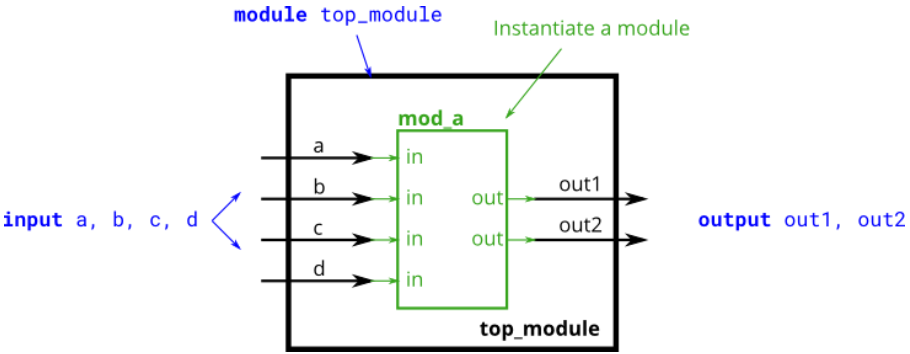 module top_module
Instantiate a module
mod_a
a
in
b
in
out
out1
input a, b, c, d
output out1, out2
c
in
out
out2
d
in
top_module